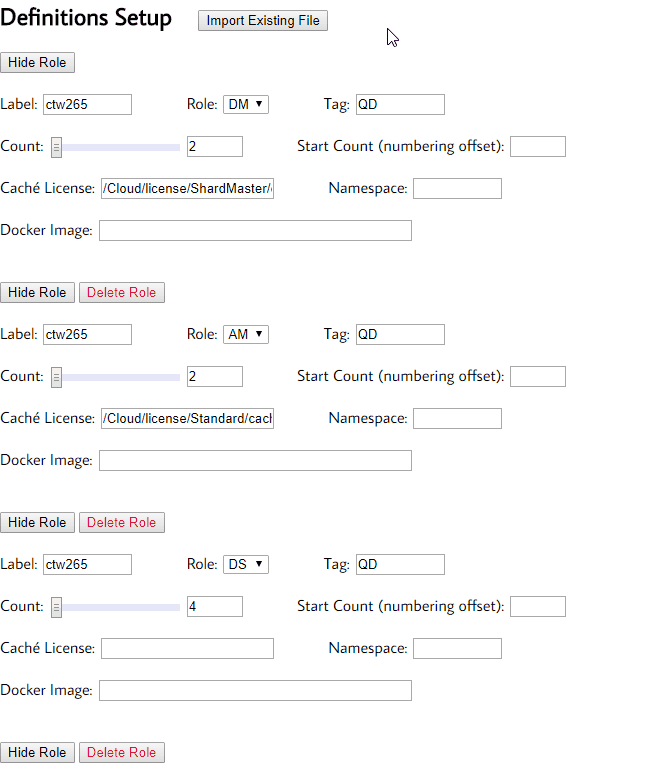 Definitions Setup Import Existing File
Hide Role
Label: ctw265 Role: DM Tag: QD
Count: 2 Start Count (numbering offset):
Caché License: /Cloud/license/ShardMaster/ Namespace:
Docker Image:
Hide Role Delete Role
Label: ctw265 Role: AM Tag: QD
Count: 2 Start Count (numbering offset):
Caché License: /Cloud/license/Standard/cach Namespace:
Docker Image:
Hide Role Delete Role
Label: ctw265 Role: DS Tag: QD
Count: 4 Start Count (numbering offset):
Caché License: Namespace:
Docker Image:
Hide Role Delete Role